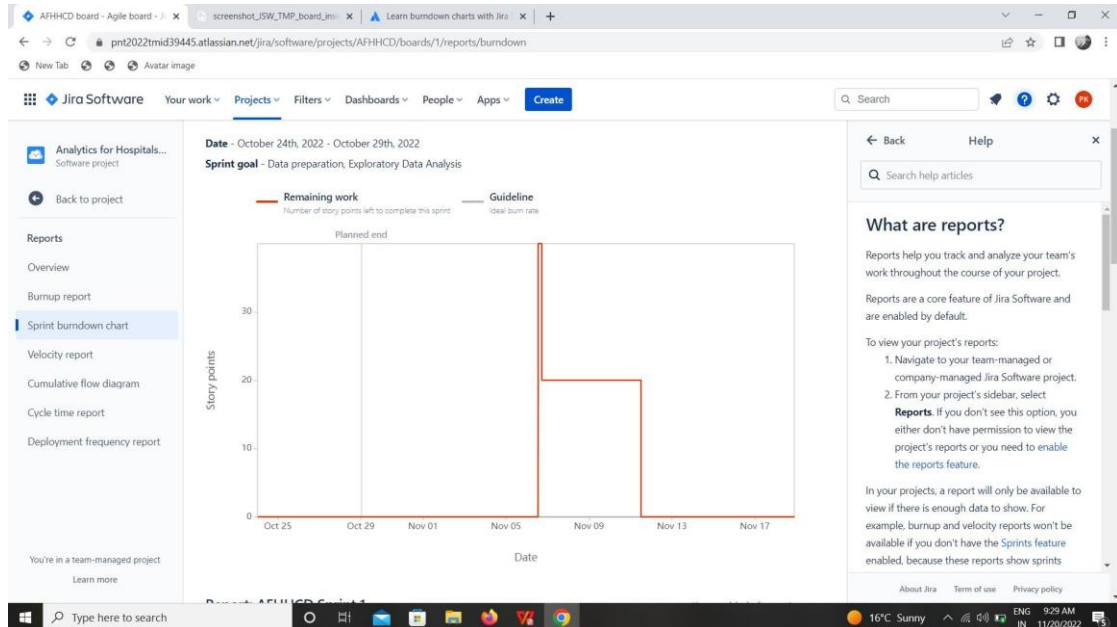 AFHHCD board - Agile board - Ji
screenshot_JSW_TMP_board_insi
Learn burndown charts with Jira
pnt2022tmid39445.atlassian.net/jira/software/projects/AFHHCD/boards/1/reports/burndown
New Tab
Avatar image
Jira Software
Your work
Projects
Filters
Dashboards
People
Apps
Create
Search
PK
Analytics for Hospitals...
Software project
Back to project
Reports
Overview
Burnup report
Sprint burndown chart
Velocity report
Cumulative flow diagram
Cycle time report
Deployment frequency report
You're in a team-managed project
Learn more
Date - October 24th, 2022 - October 29th, 2022
Sprint goal - Data preparation, Exploratory Data Analysis
Remaining work
Number of story points left to complete this sprint
Guideline
Ideal burn rate
Planned end
30
20
10
0
Story points
Oct 25
Oct 29
Nov 01
Nov 05
Nov 09
Nov 13
Nov 17
Date
Back
Help
Search help articles
What are reports?
Reports help you track and analyze your team's
work throughout the course of your project.
Reports are a core feature of Jira Software and
are enabled by default.
To view your project's reports:
1. Navigate to your team-managed or
company-managed Jira Software project.
2. From your project's sidebar, select
Reports. If you don't see this option, you
either don't have permission to view the
project's reports or you need to enable
the reports feature.
In your projects, a report will only be available to
view if there is enough data to show. For
example, burnup and velocity reports won't be
available if you don't have the Sprints feature
enabled, because these reports show sprints
About Jira
Term of use
Privacy policy
Type here to search
16°C Sunny
ENG
IN
9:29 AM
11/20/2022